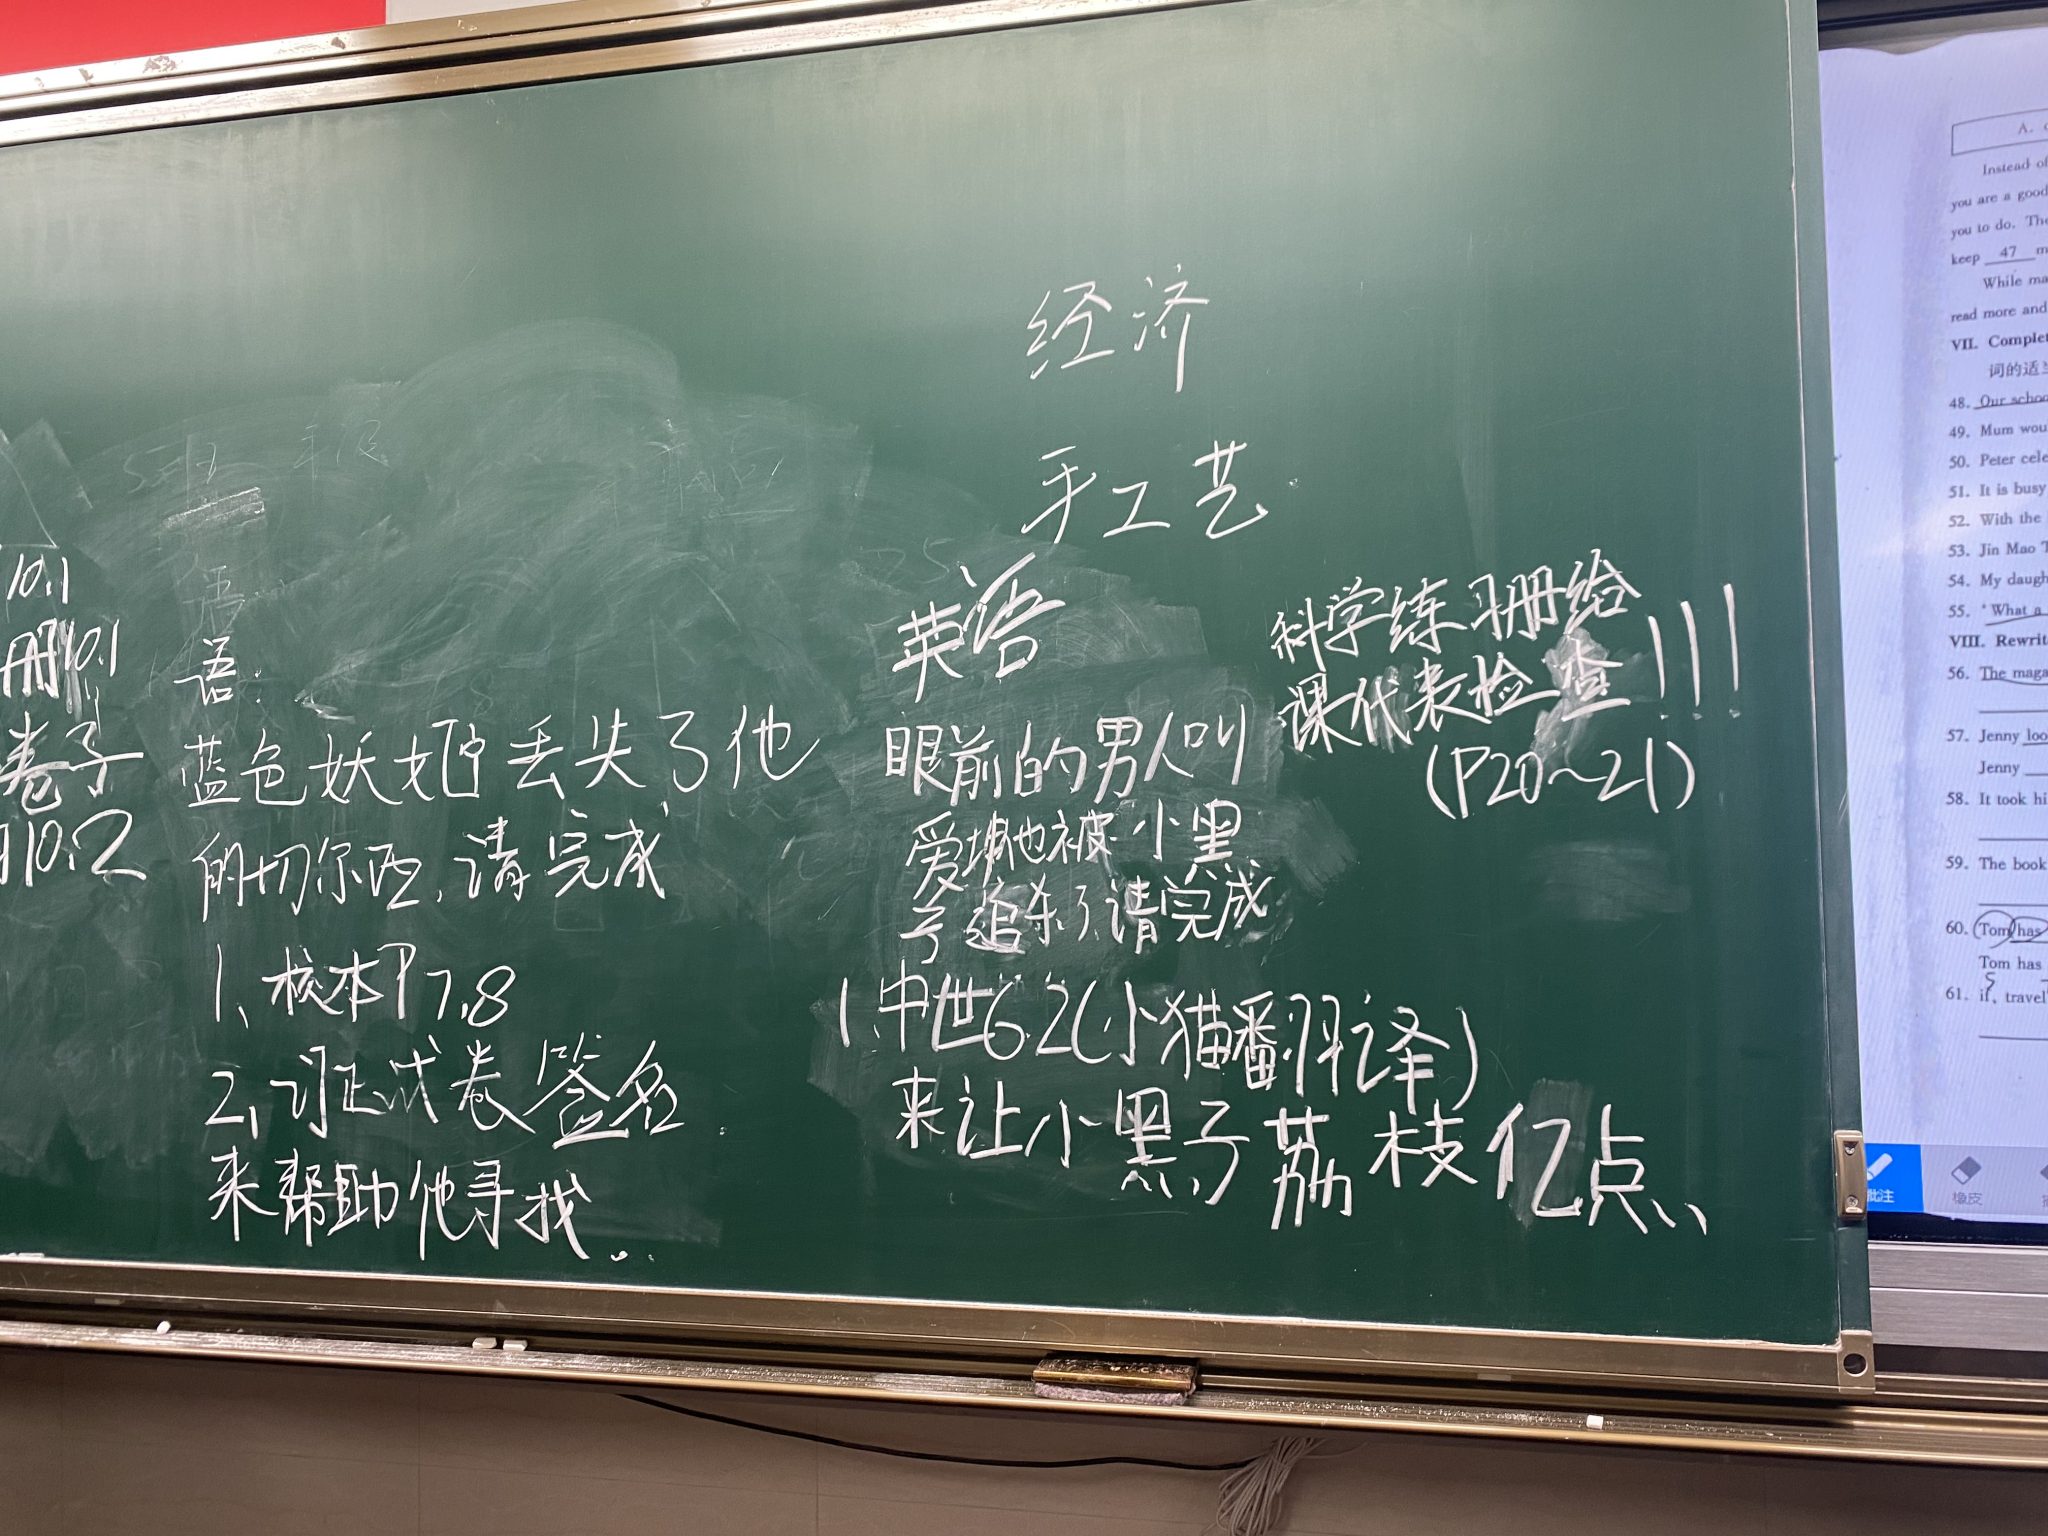 经济
手工艺
10.1
册10.1
卷子
10.2
语:
蓝色妖姬丢失了他
的切尔西,请完成
1、校本P7,8
2、订正试卷签名
来帮助他寻找...
英语
眼前的男人叫
爱坤他被小黑
子追杀了,请完成
1.中世6.2(小猫翻译)
来让小黑子荔枝亿点、、
科学练习册给
课代表检查!!!
(P20~21)
A.
Instead of
you are a good
you to do. The
keep 47 m
While ma
read more and
VII. Complet
词的适当
48. Our schoo
49. Mum woul
50. Peter cele
51. It is busy
52. With the
53. Jin Mao T
54. My daugh
55. "What a
VIII. Rewrit
56. The maga
57. Jenny loo
Jenny
58. It took hi
59. The book
60. Tom has
Tom has
61. if, travel
批注
橡皮